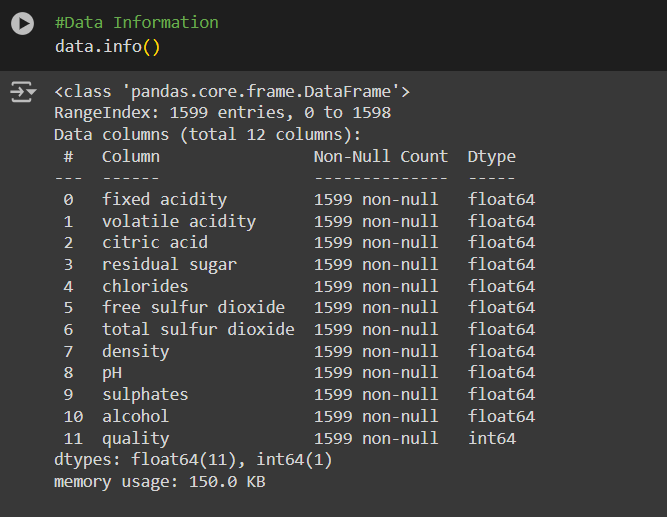 #Data Information
data.info()
<class 'pandas.core.frame.DataFrame'>
RangeIndex: 1599 entries, 0 to 1598
Data columns (total 12 columns):
 #   Column                Non-Null Count  Dtype
---  ------                --------------  -----
 0   fixed acidity         1599 non-null   float64
 1   volatile acidity      1599 non-null   float64
 2   citric acid           1599 non-null   float64
 3   residual sugar        1599 non-null   float64
 4   chlorides             1599 non-null   float64
 5   free sulfur dioxide   1599 non-null   float64
 6   total sulfur dioxide  1599 non-null   float64
 7   density               1599 non-null   float64
 8   pH                    1599 non-null   float64
 9   sulphates             1599 non-null   float64
 10  alcohol               1599 non-null   float64
 11  quality               1599 non-null   int64
dtypes: float64(11), int64(1)
memory usage: 150.0 KB